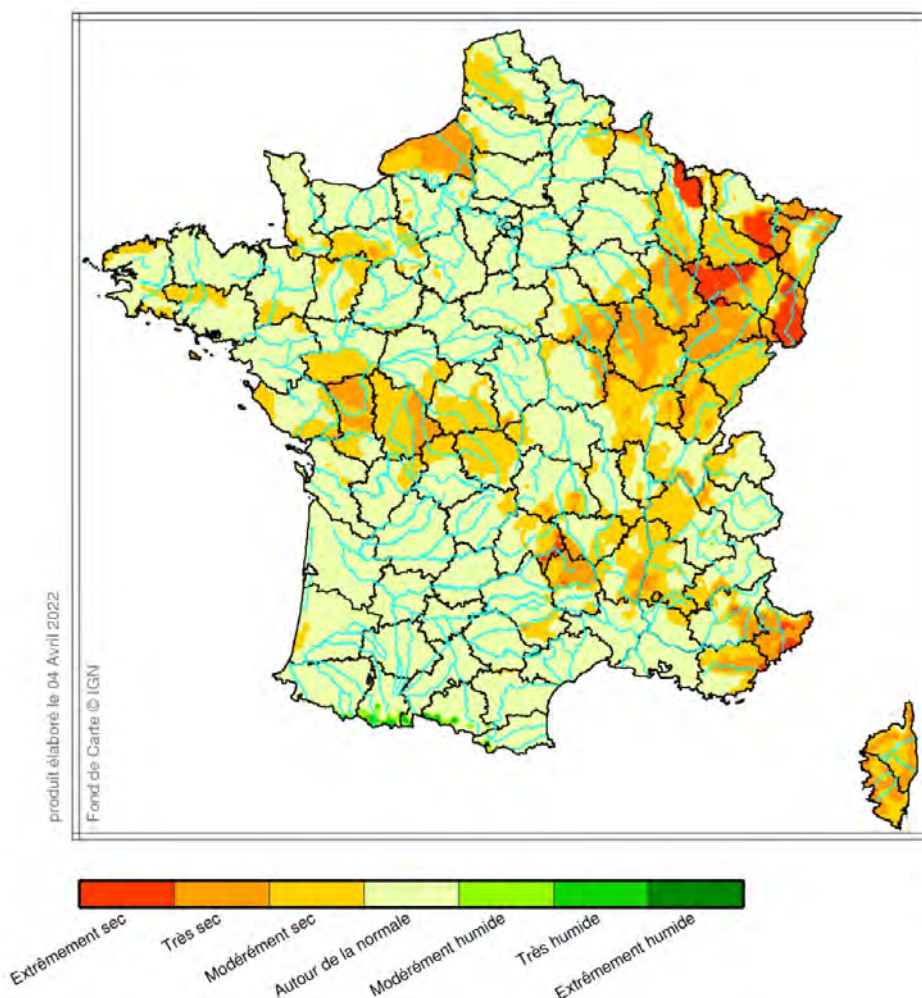 produit élaboré le 04 Avril 2022
Fond de Carte © IGN
Extrêmement sec
Très sec
Modérément sec
Autour de la normale
Modérément humide
Très humide
Extrêmement humide